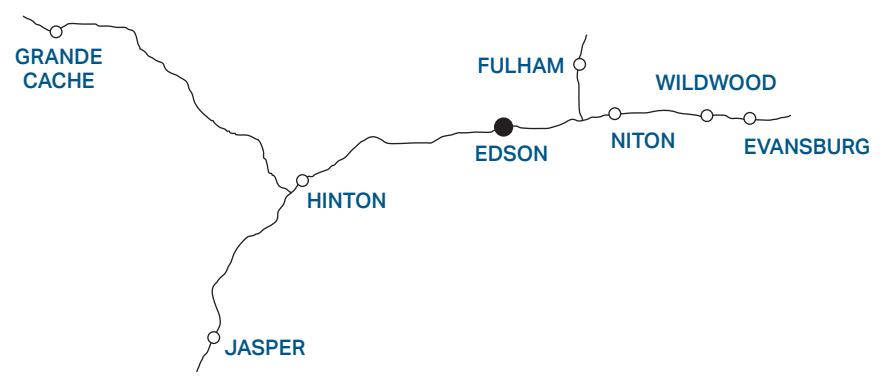 GRANDE
CACHE
FULHAM
WILDWOOD
EDSON
NITON
EVANSBURG
HINTON
JASPER